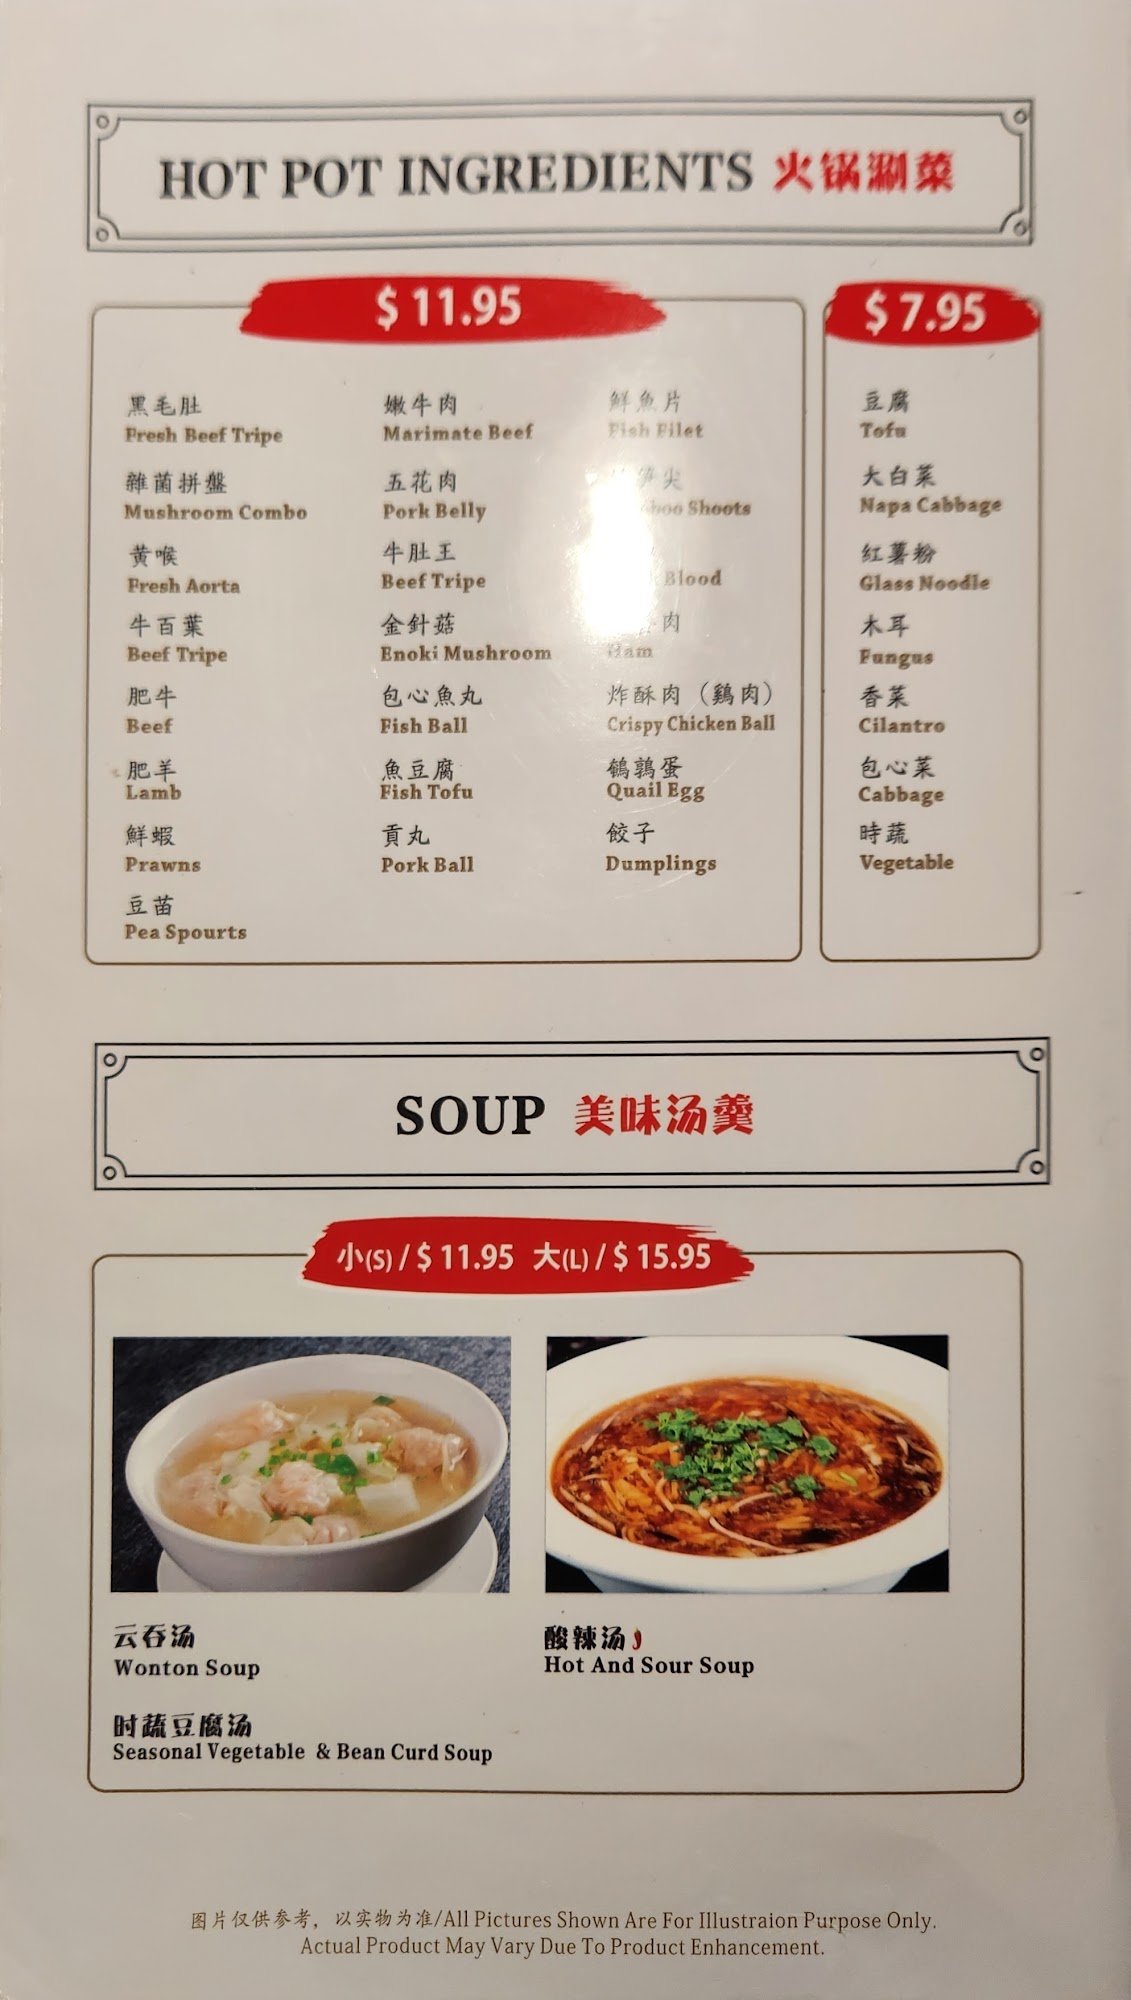 HOT POT INGREDIENTS 火锅涮菜
$ 11.95
黑毛肚
Fresh Beef Tripe
雜菌拼盤
Mushroom Combo
黄喉
Fresh Aorta
牛百葉
Beef Tripe
肥牛
Beef
肥羊
Lamb
鮮蝦
Prawns
豆苗
Pea Spourts
嫩牛肉
Marimate Beef
五花肉
Pork Belly
牛肚王
Beef Tripe
金針菇
Enoki Mushroom
包心魚丸
Fish Ball
魚豆腐
Fish Tofu
貢丸
Pork Ball
鮮魚片
Fish Filet
Shoots
Blood
Ham
炸酥肉（鷄肉）
Crispy Chicken Ball
鵪鶉蛋
Quail Egg
餃子
Dumplings
$ 7.95
豆腐
Tofu
大白菜
Napa Cabbage
紅薯粉
Glass Noodle
木耳
Fungus
香菜
Cilantro
包心菜
Cabbage
時蔬
Vegetable
SOUP 美味汤羹
小(S) / $ 11.95 大(L) / $ 15.95
云吞汤
Wonton Soup
酸辣汤
Hot And Sour Soup
时蔬豆腐汤
Seasonal Vegetable & Bean Curd Soup
图片仅供参考，以实物为准/All Pictures Shown Are For Illustraion Purpose Only.
Actual Product May Vary Due To Product Enhancement.